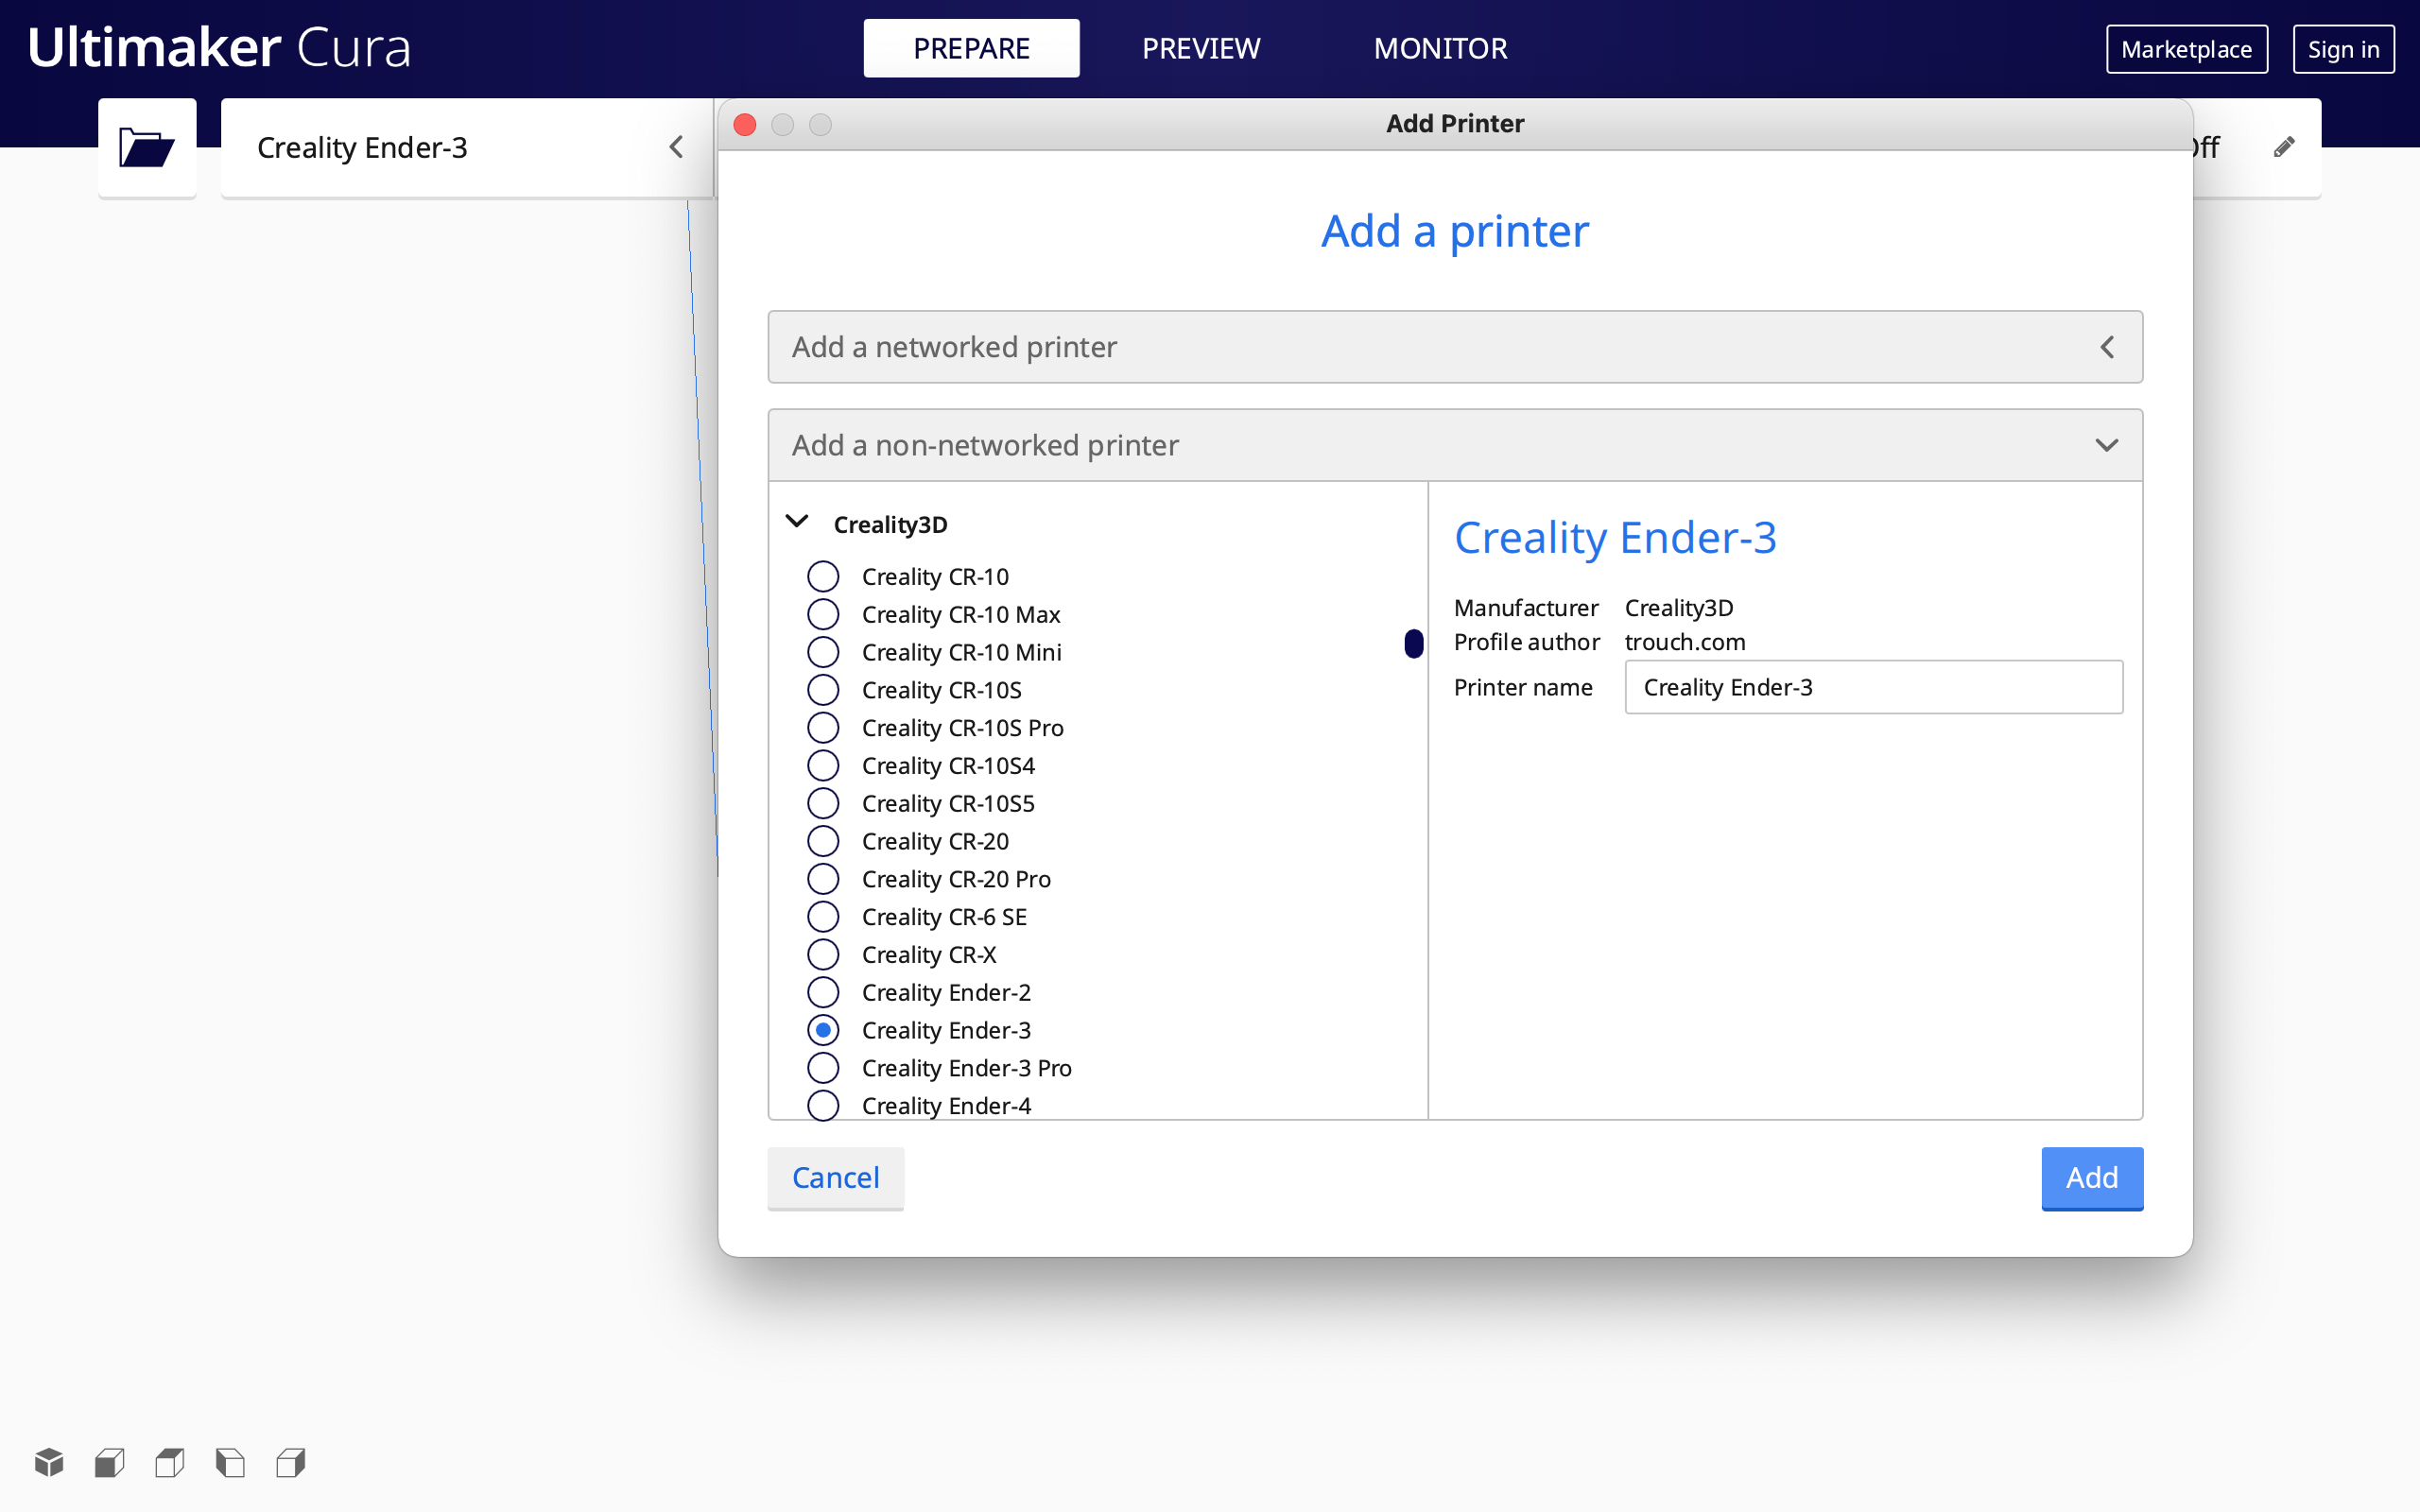 Ultimaker Cura
PREPARE
PREVIEW
MONITOR
Marketplace
Sign in
Creality Ender-3
Add Printer
Add a printer
Add a networked printer
Add a non-networked printer
Creality3D
Creality CR-10
Creality CR-10 Max
Creality CR-10 Mini
Creality CR-10S
Creality CR-10S Pro
Creality CR-10S4
Creality CR-10S5
Creality CR-20
Creality CR-20 Pro
Creality CR-6 SE
Creality CR-X
Creality Ender-2
Creality Ender-3
Creality Ender-3 Pro
Creality Ender-4
Creality Ender-3
Manufacturer Creality3D
Profile author trouch.com
Printer name Creality Ender-3
Cancel
Add